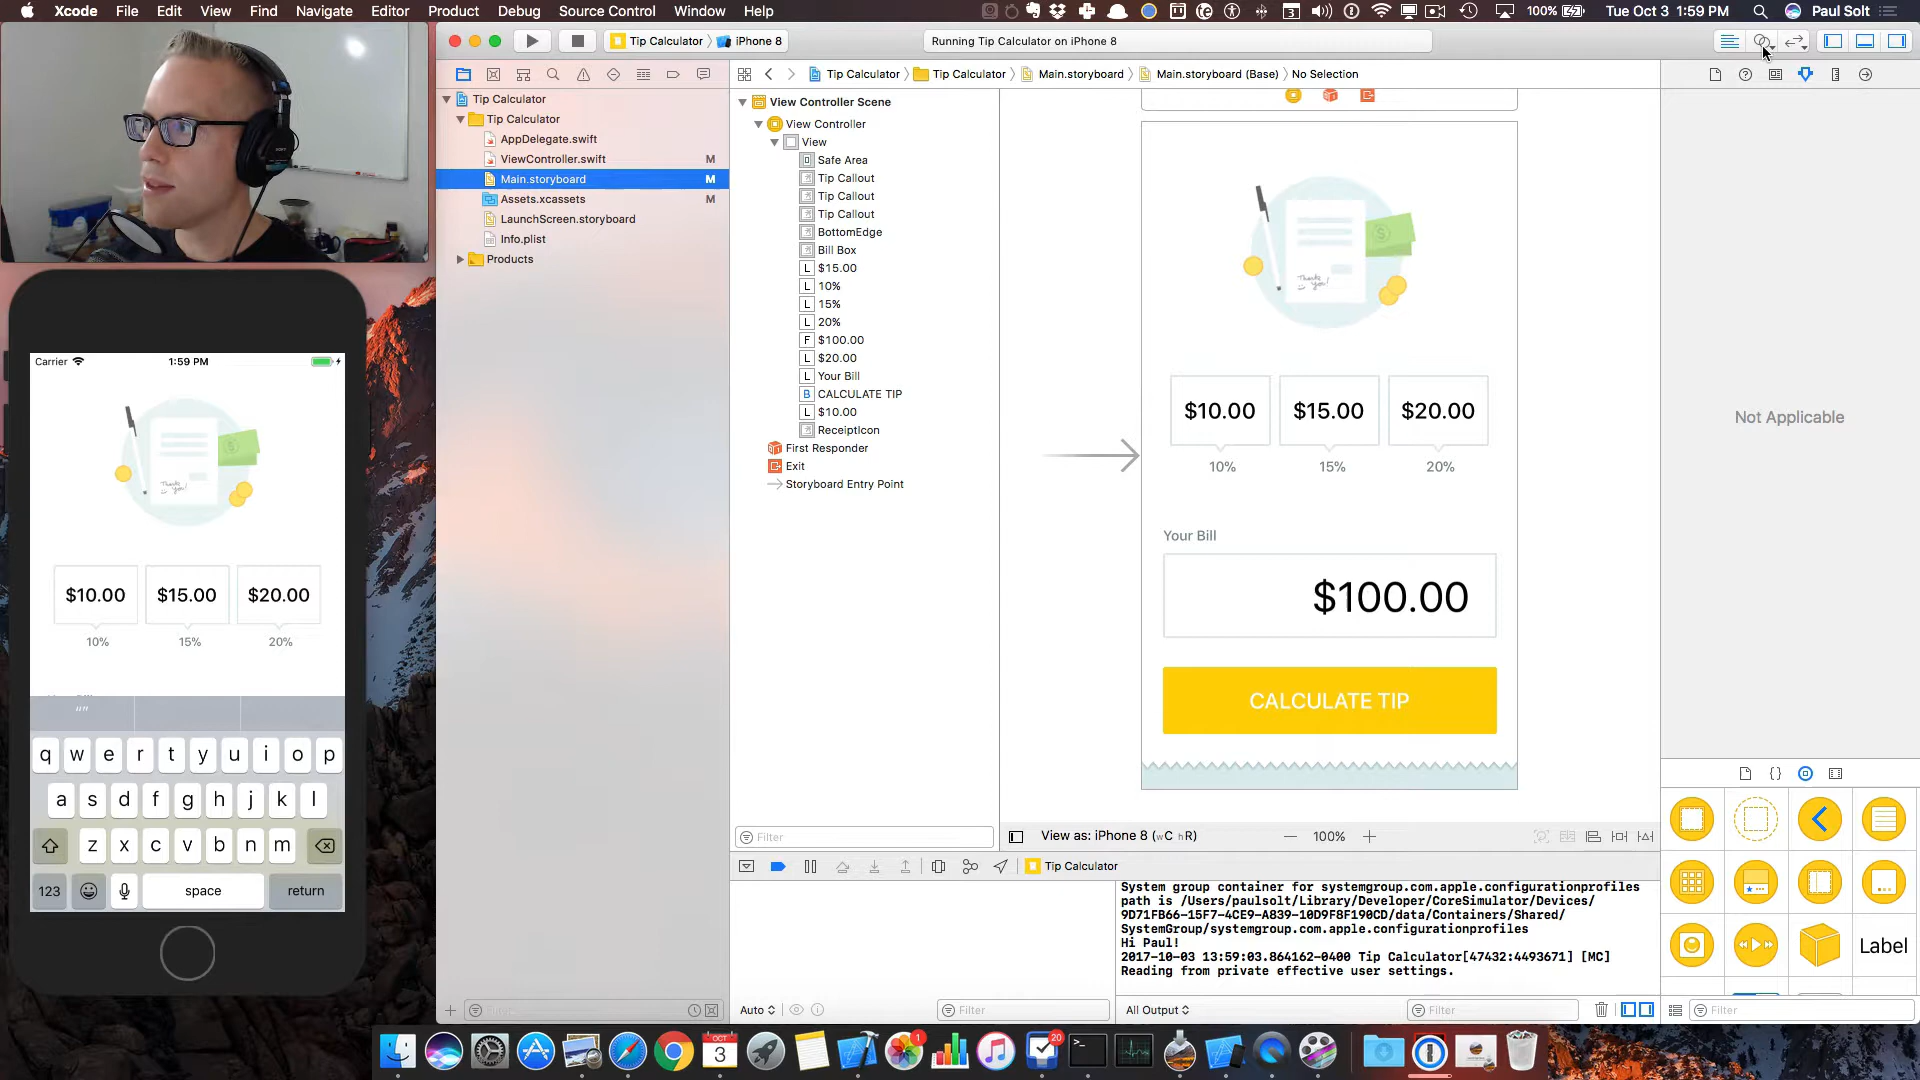 Xcode File Edit View Find Navigate Editor Product Debug Source Control Window Help
100% Tue Oct 3 1:59 PM Paul Solt
Tip Calculator iPhone 8
Running Tip Calculator on iPhone 8
Tip Calculator Tip Calculator Main.storyboard Main.storyboard (Base) No Selection
Tip Calculator
Tip Calculator
AppDelegate.swift
ViewController.swift M
Main.storyboard M
Assets.xcassets M
LaunchScreen.storyboard
Info.plist
Products
View Controller Scene
View Controller
View
Safe Area
Tip Callout
Tip Callout
Tip Callout
BottomEdge
Bill Box
L $15.00
L 10%
L 15%
L 20%
F $100.00
L $20.00
L Your Bill
B CALCULATE TIP
L $10.00
ReceiptIcon
First Responder
Exit
Storyboard Entry Point
Filter
Thanks you!
$10.00 $15.00 $20.00
10% 15% 20%
Your Bill
$100.00
CALCULATE TIP
View as: iPhone 8 (wC hR)
100%
Not Applicable
Label
Filter
Carrier 1:59 PM
Thanks you!
$10.00 $15.00 $20.00
10% 15% 20%
“”
q w e r t y u i o p
a s d f g h j k l
z x c v b n m
123 space return
Tip Calculator
System group container for systemgroup.com.apple.configurationprofiles
path is /Users/paulsolt/Library/Developer/CoreSimulator/Devices/
9D71FB66-15F7-4CE9-A839-10D9F8F190CD/data/Containers/Shared/
SystemGroup/systemgroup.com.apple.configurationprofiles
Hi Paul!
2017-10-03 13:59:03.864162-0400 Tip Calculator[47432:4493671] [MC]
Reading from private effective user settings.
Filter
Auto
Filter
All Output
Filter
OCT
3
1
20